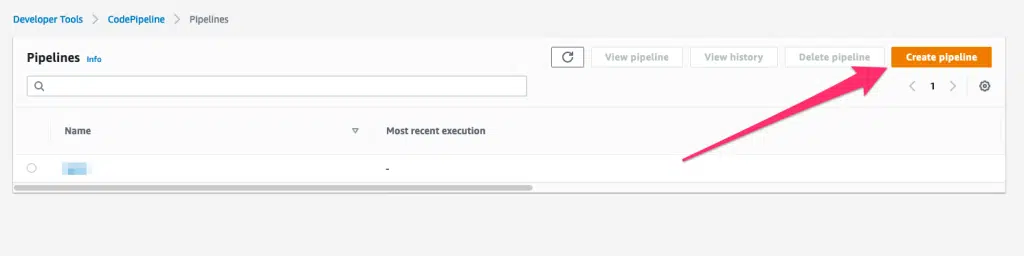 Developer Tools > CodePipeline > Pipelines
Pipelines Info View pipeline View history Delete pipeline Create pipeline
< 1 >
Name Most recent execution
-